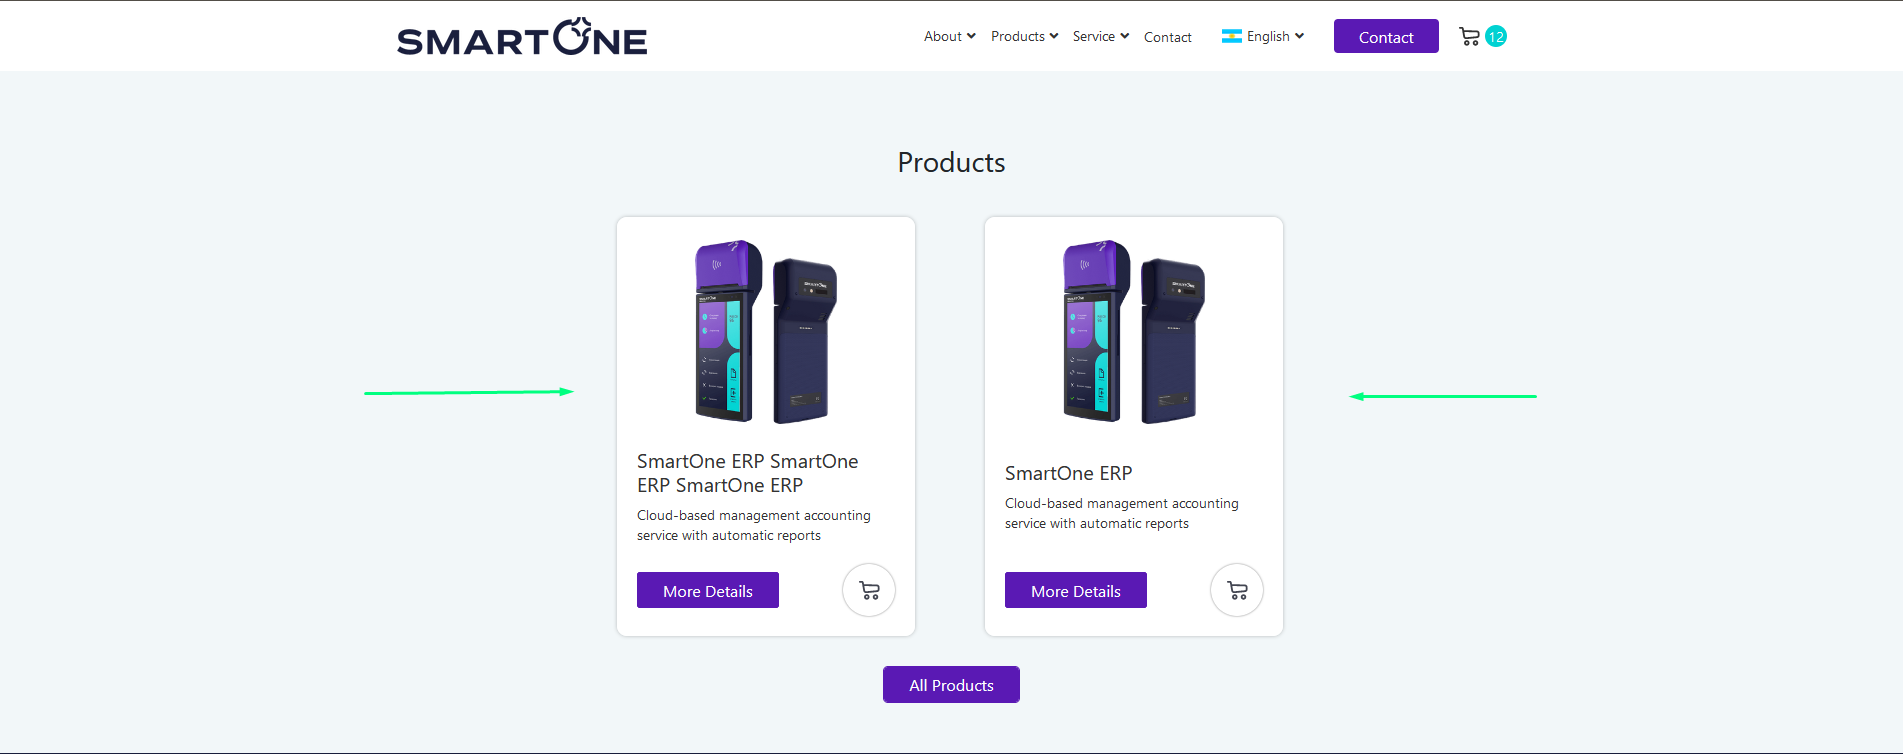 SMARTONE
About Products Service Contact English Contact 12
Products
SMARTONE
SMARTONE
SmartOne ERP SmartOne
ERP SmartOne ERP
Cloud-based management accounting
service with automatic reports
More Details
SmartOne ERP
Cloud-based management accounting
service with automatic reports
More Details
All Products